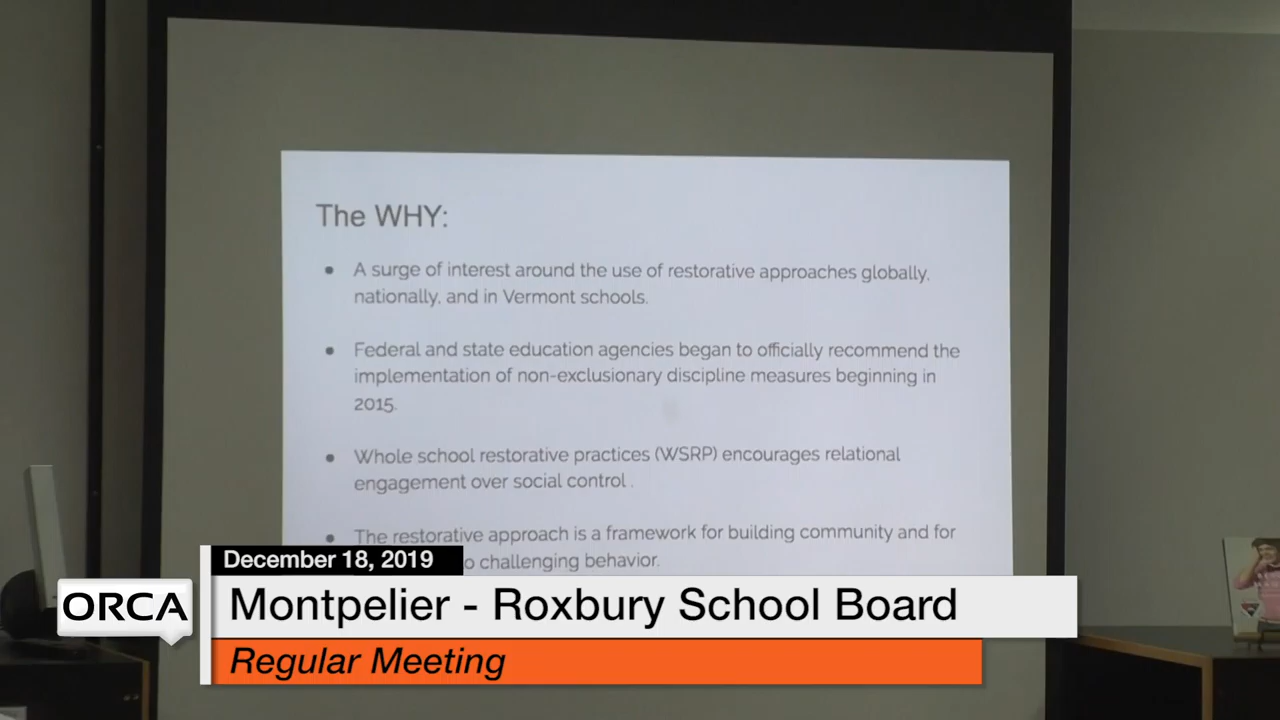 The WHY:
● A surge of interest around the use of restorative approaches globally,
nationally, and in Vermont schools.
● Federal and state education agencies began to officially recommend the
implementation of non-exclusionary discipline measures beginning in
2015.
● Whole school restorative practices (WSRP) encourages relational
engagement over social control .
● The restorative approach is a framework for building community and for
challenging behavior.
December 18, 2019
ORCA
Montpelier - Roxbury School Board
Regular Meeting